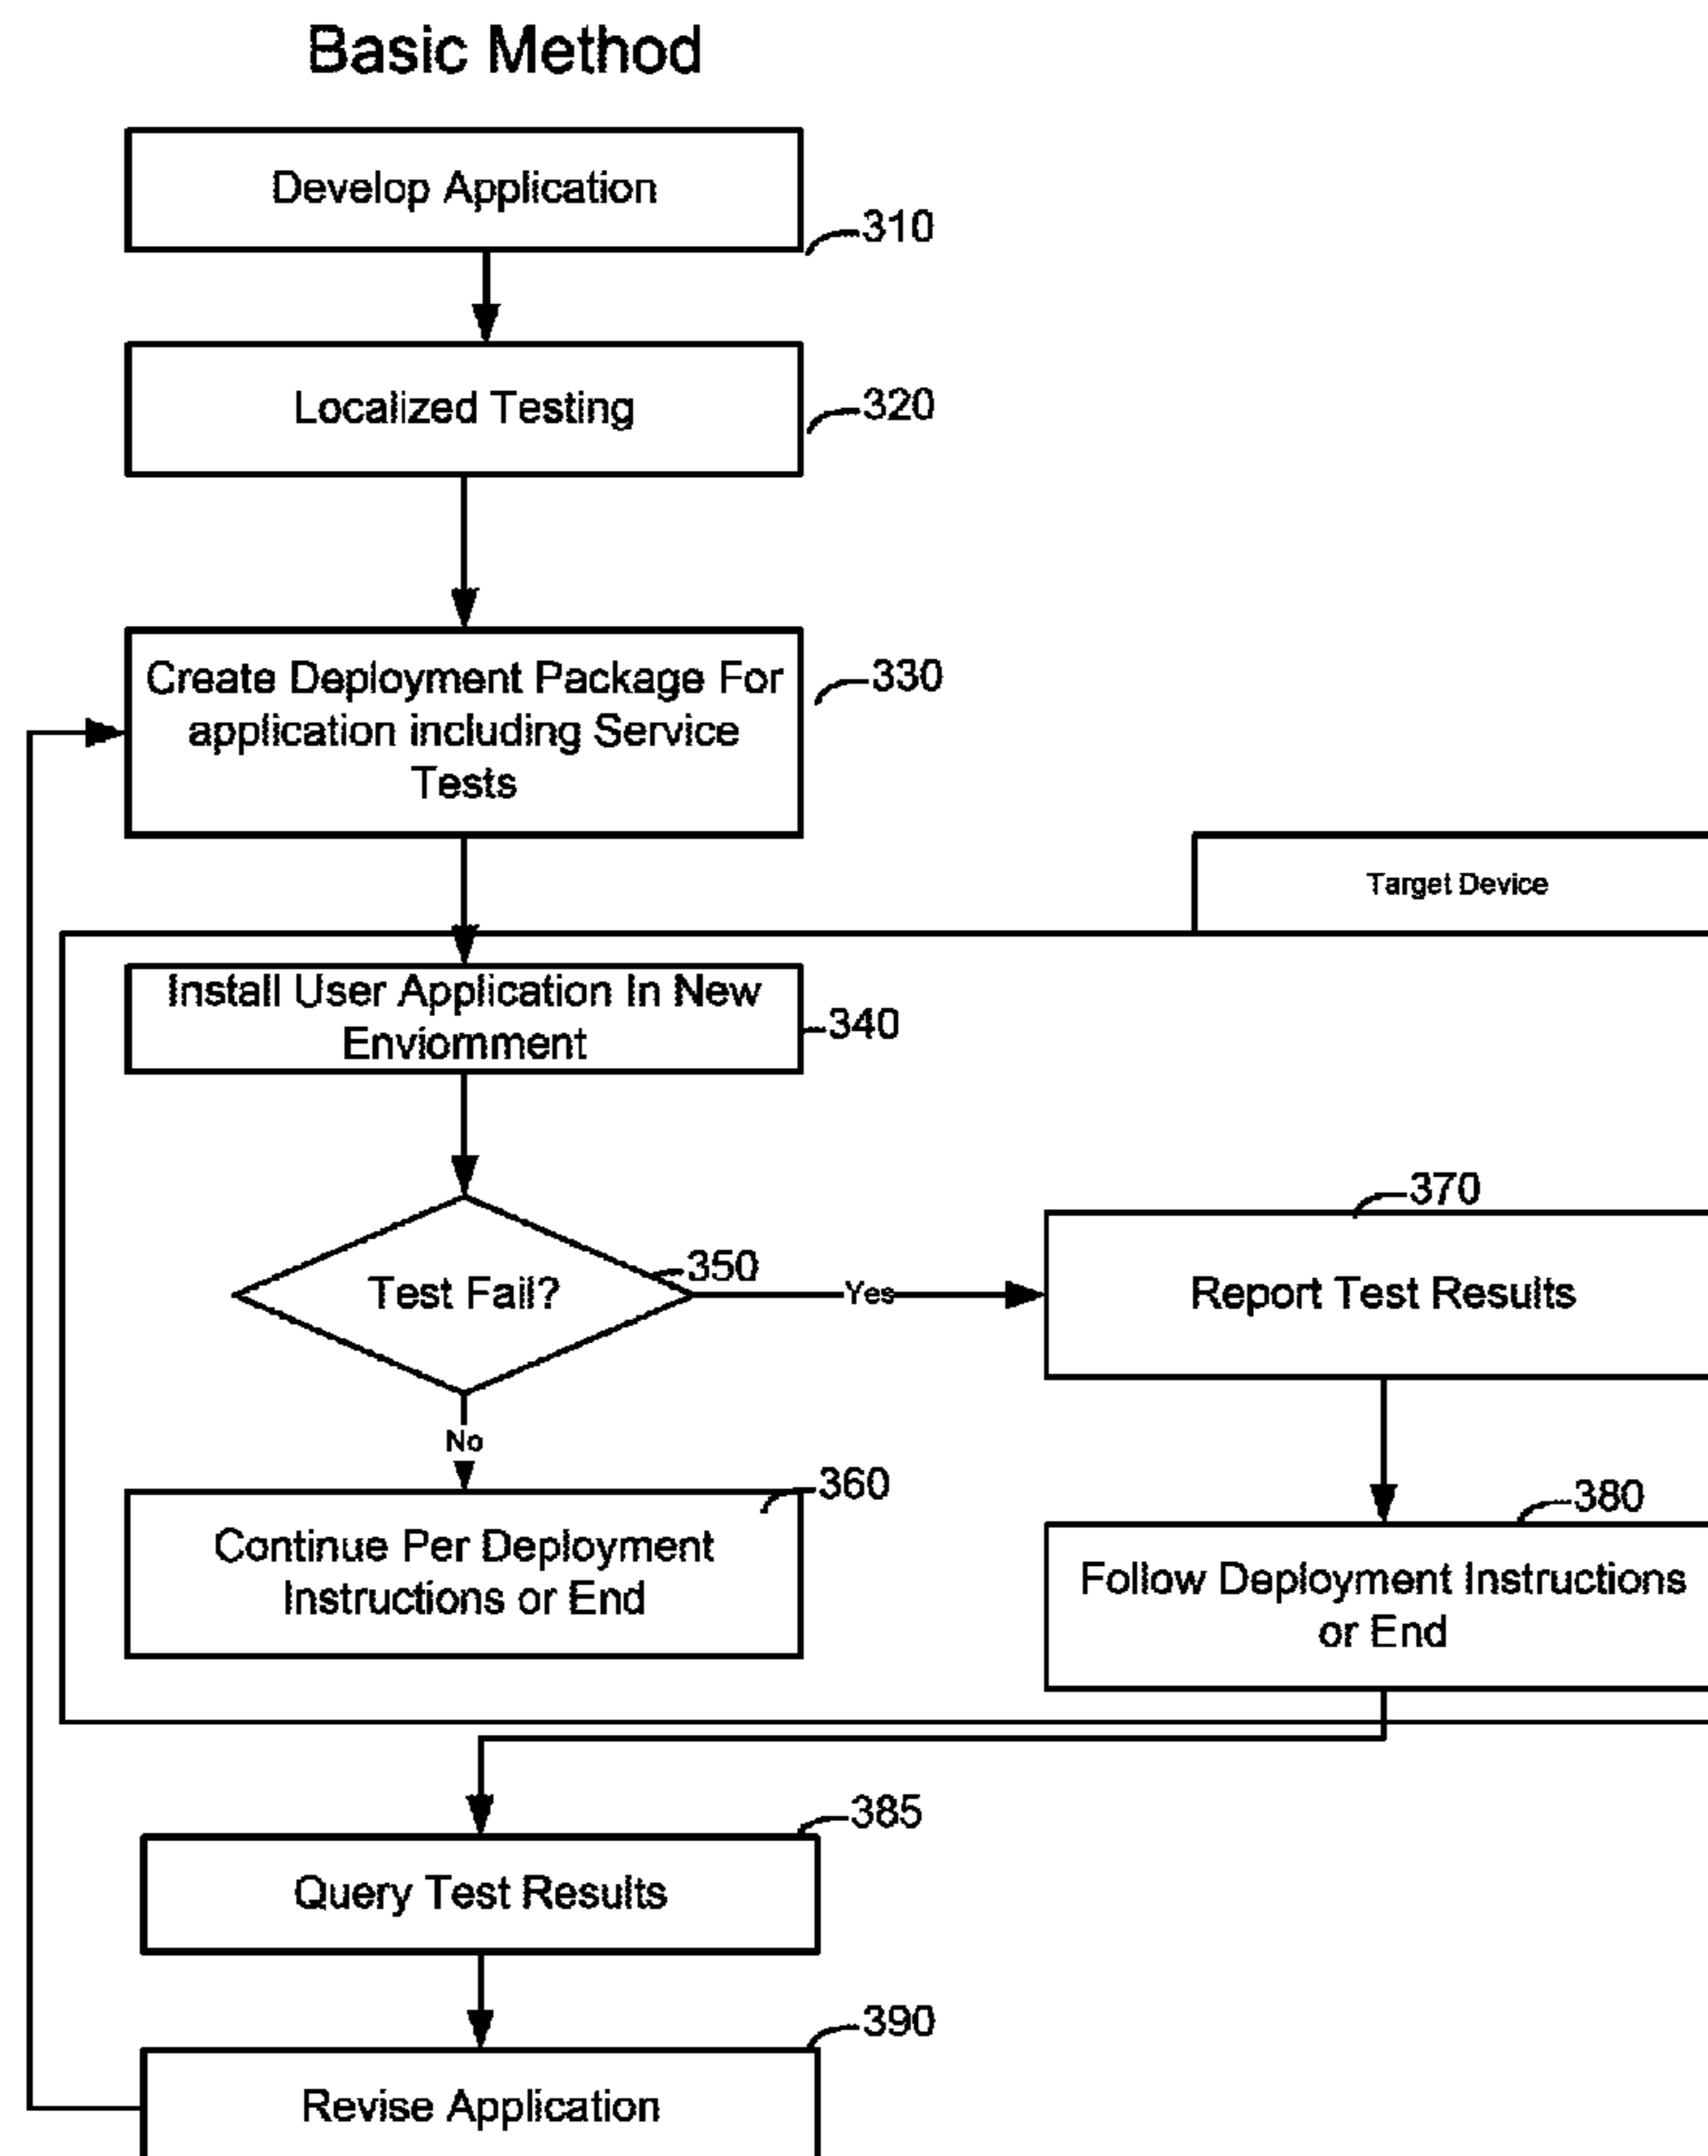 Basic Method
Develop Application
310
Localized Testing
320
Create Deployment Package For
application including Service
Tests
330
Target Device
Install User Application In New
Enviornment
340
Test Fail?
350
Yes
370
Report Test Results
No
360
Continue Per Deployment
Instructions or End
380
Follow Deployment Instructions
or End
385
Query Test Results
390
Revise Application